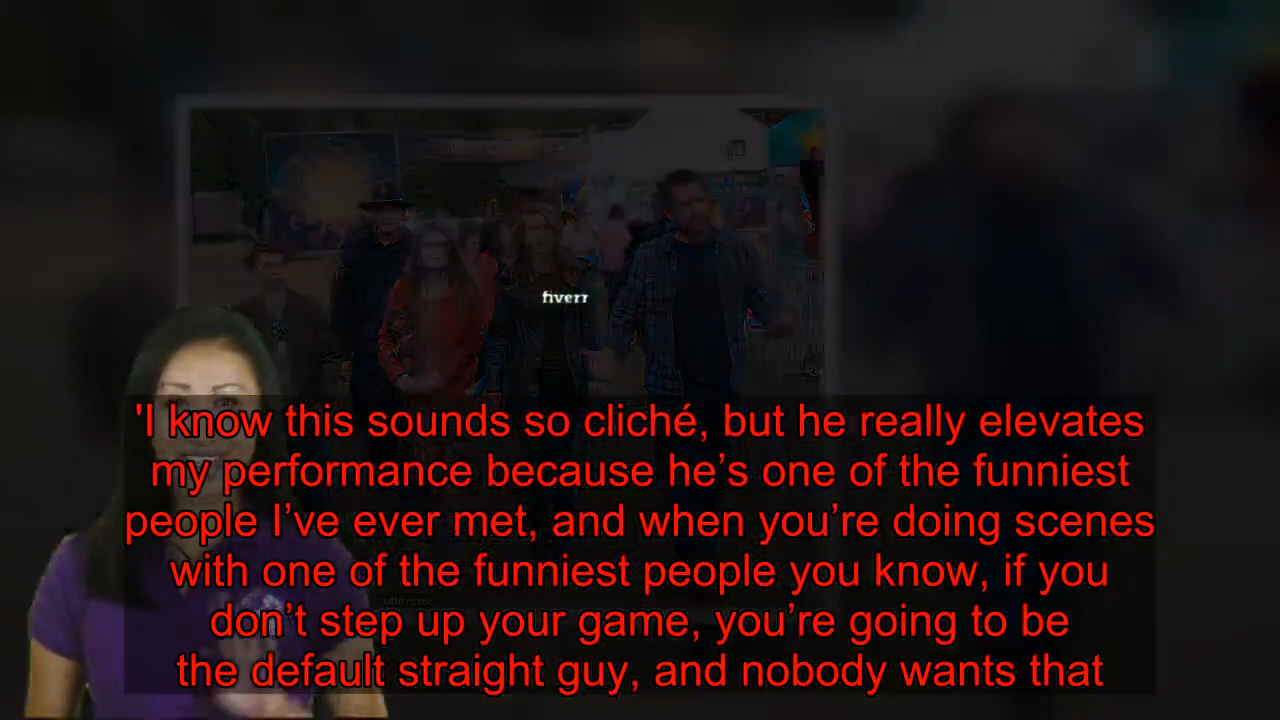 fiverr
'I know this sounds so cliché, but he really elevates
my performance because he’s one of the funniest
people I’ve ever met, and when you’re doing scenes
with one of the funniest people you know, if you
don’t step up your game, you’re going to be
the default straight guy, and nobody wants that